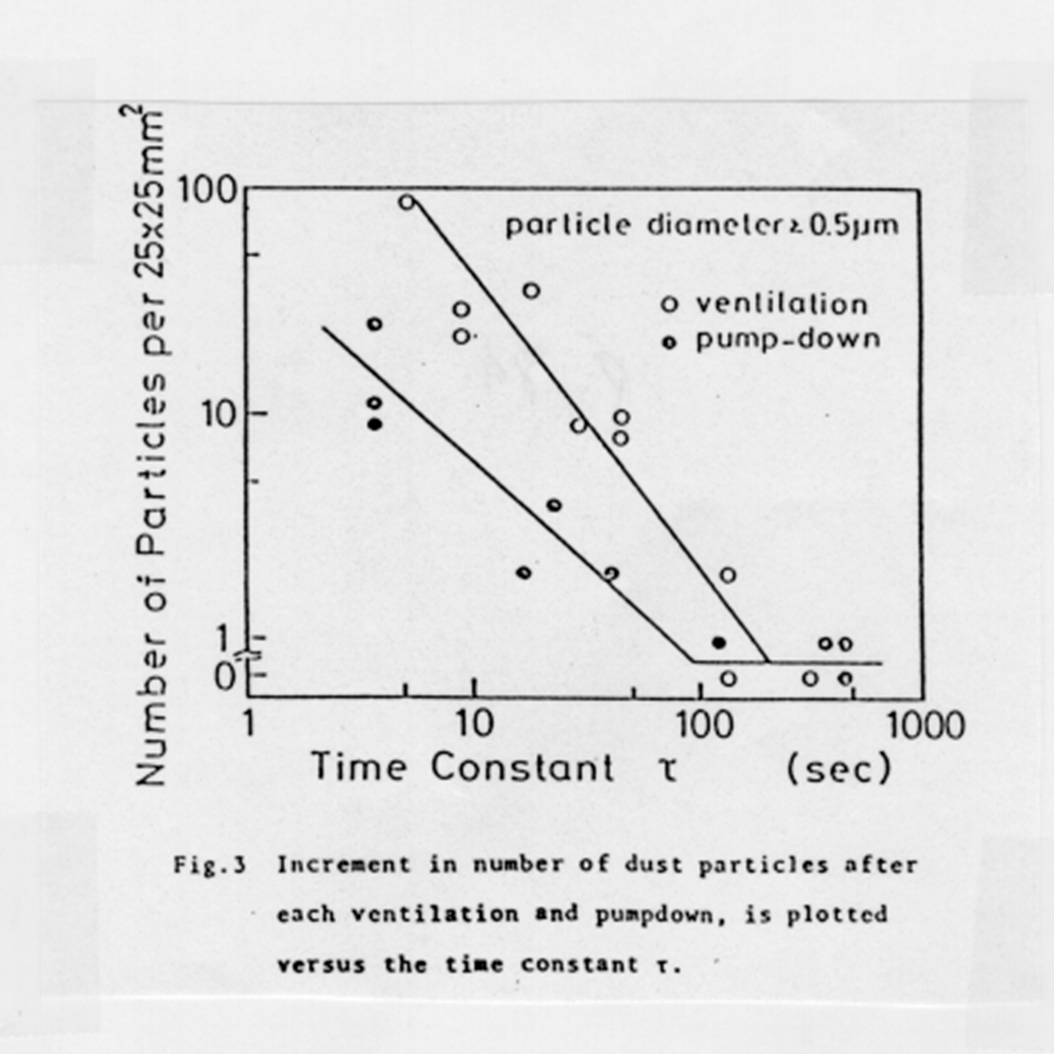 Number of Particles per 25x25mm²
100
10
1
0
particle diameter ≥ 0.5μm
ventilation
pump-down
1 10 100 1000
Time Constant τ (sec)
Fig.3 Increment in number of dust particles after
each ventilation and pumpdown, is plotted
versus the time constant τ.